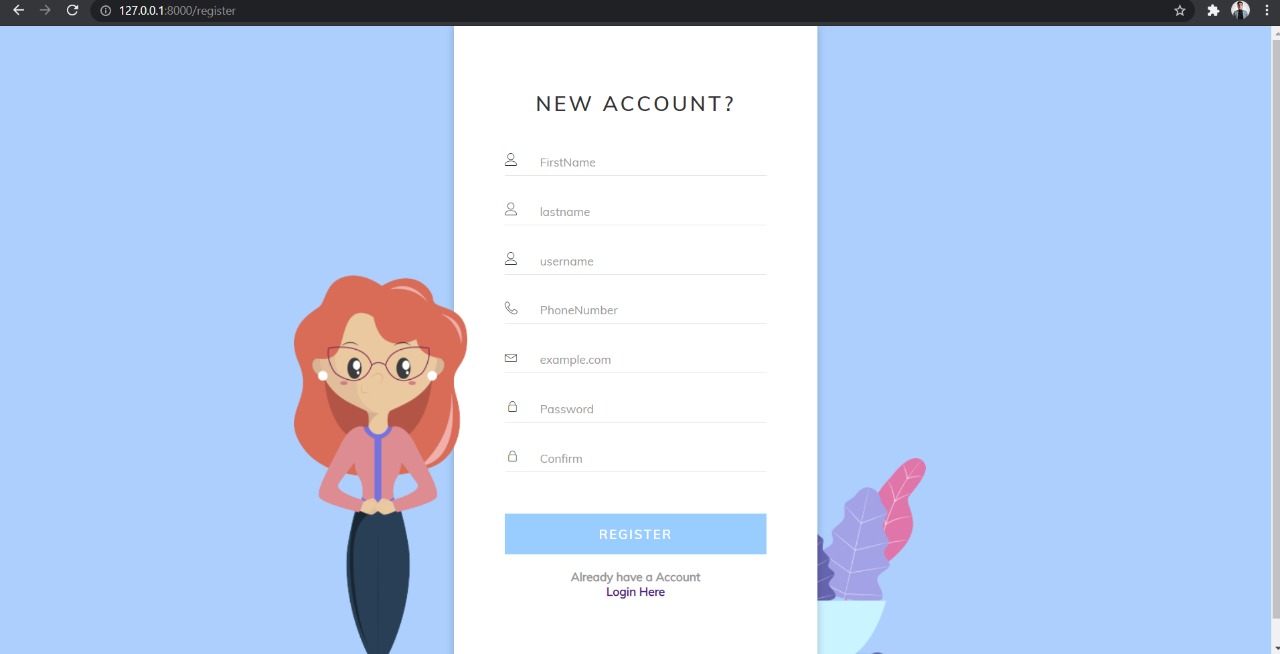 127.0.0.1:8000/register
NEW ACCOUNT?
FirstName
lastname
username
PhoneNumber
example.com
Password
Confirm
REGISTER
Already have a Account
Login Here